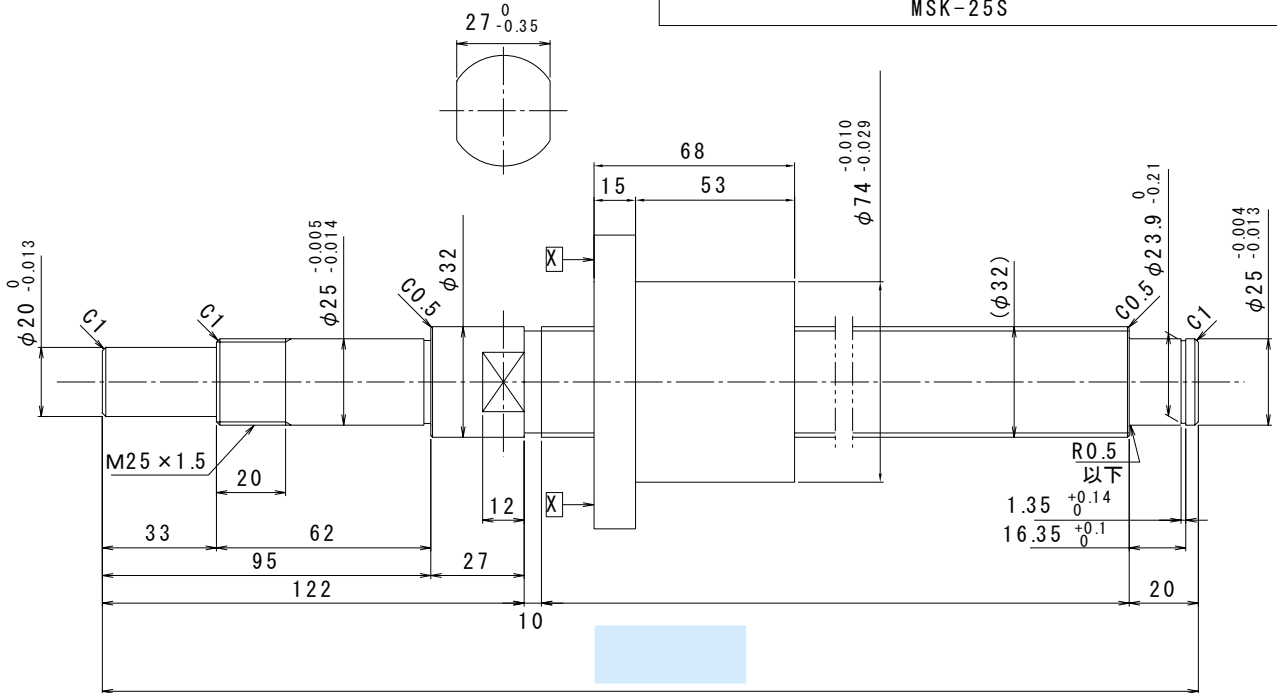 MSK-25S
27 0 -0.35
68
15
53
φ74 -0.010 -0.029
φ20 0 -0.013
C1
C1
φ25 -0.005 -0.014
C0.5
φ32
X
(φ32)
C0.5
φ23.9 0 -0.21
C1
φ25 -0.004 -0.013
M25×1.5
20
12
X
R0.5
以下
1.35 +0.14 0
16.35 +0.1 0
33
62
95
27
122
10
20